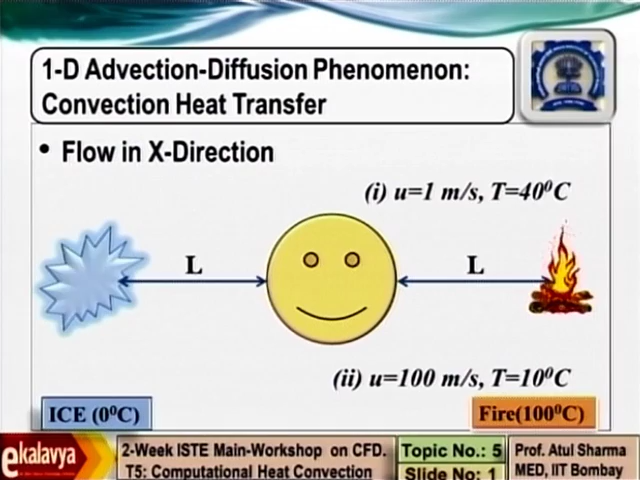 1-D Advection-Diffusion Phenomenon:
Convection Heat Transfer
• Flow in X-Direction
(i) u=1 m/s, T=40⁰C
L
L
(ii) u=100 m/s, T=10⁰C
ICE (0⁰C)
Fire(100⁰C)
ekalavya
2-Week ISTE Main-Workshop on CFD.
T5: Computational Heat Convection
Topic No.: 5
Slide No: 1
Prof. Atul Sharma
MED, IIT Bombay